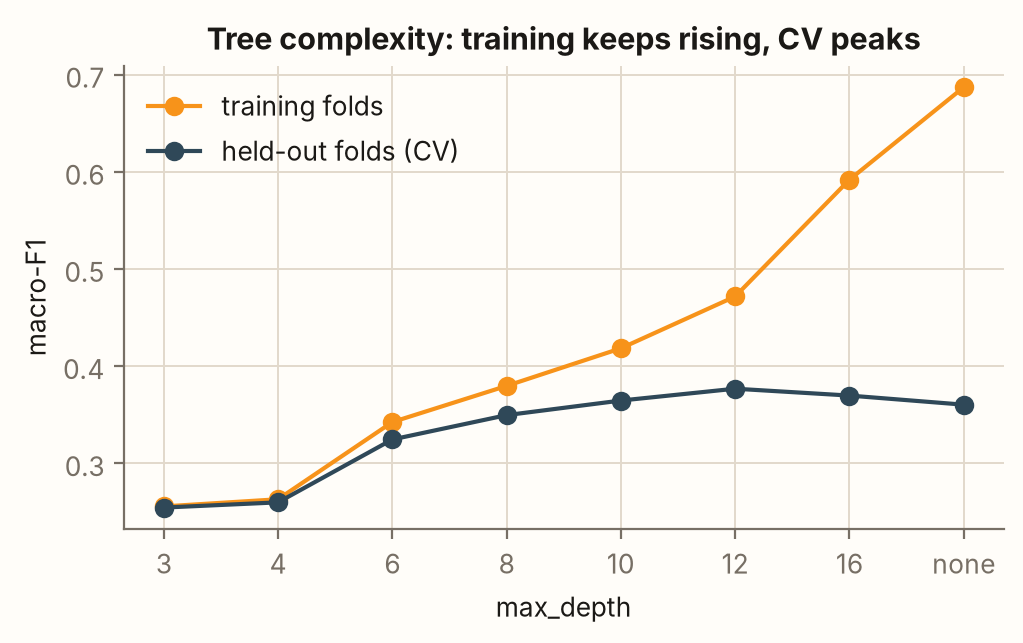 Tree complexity: training keeps rising, CV peaks
training folds
held-out folds (CV)
macro-F1
0.7
0.6
0.5
0.4
0.3
3 4 6 8 10 12 16 none
max_depth